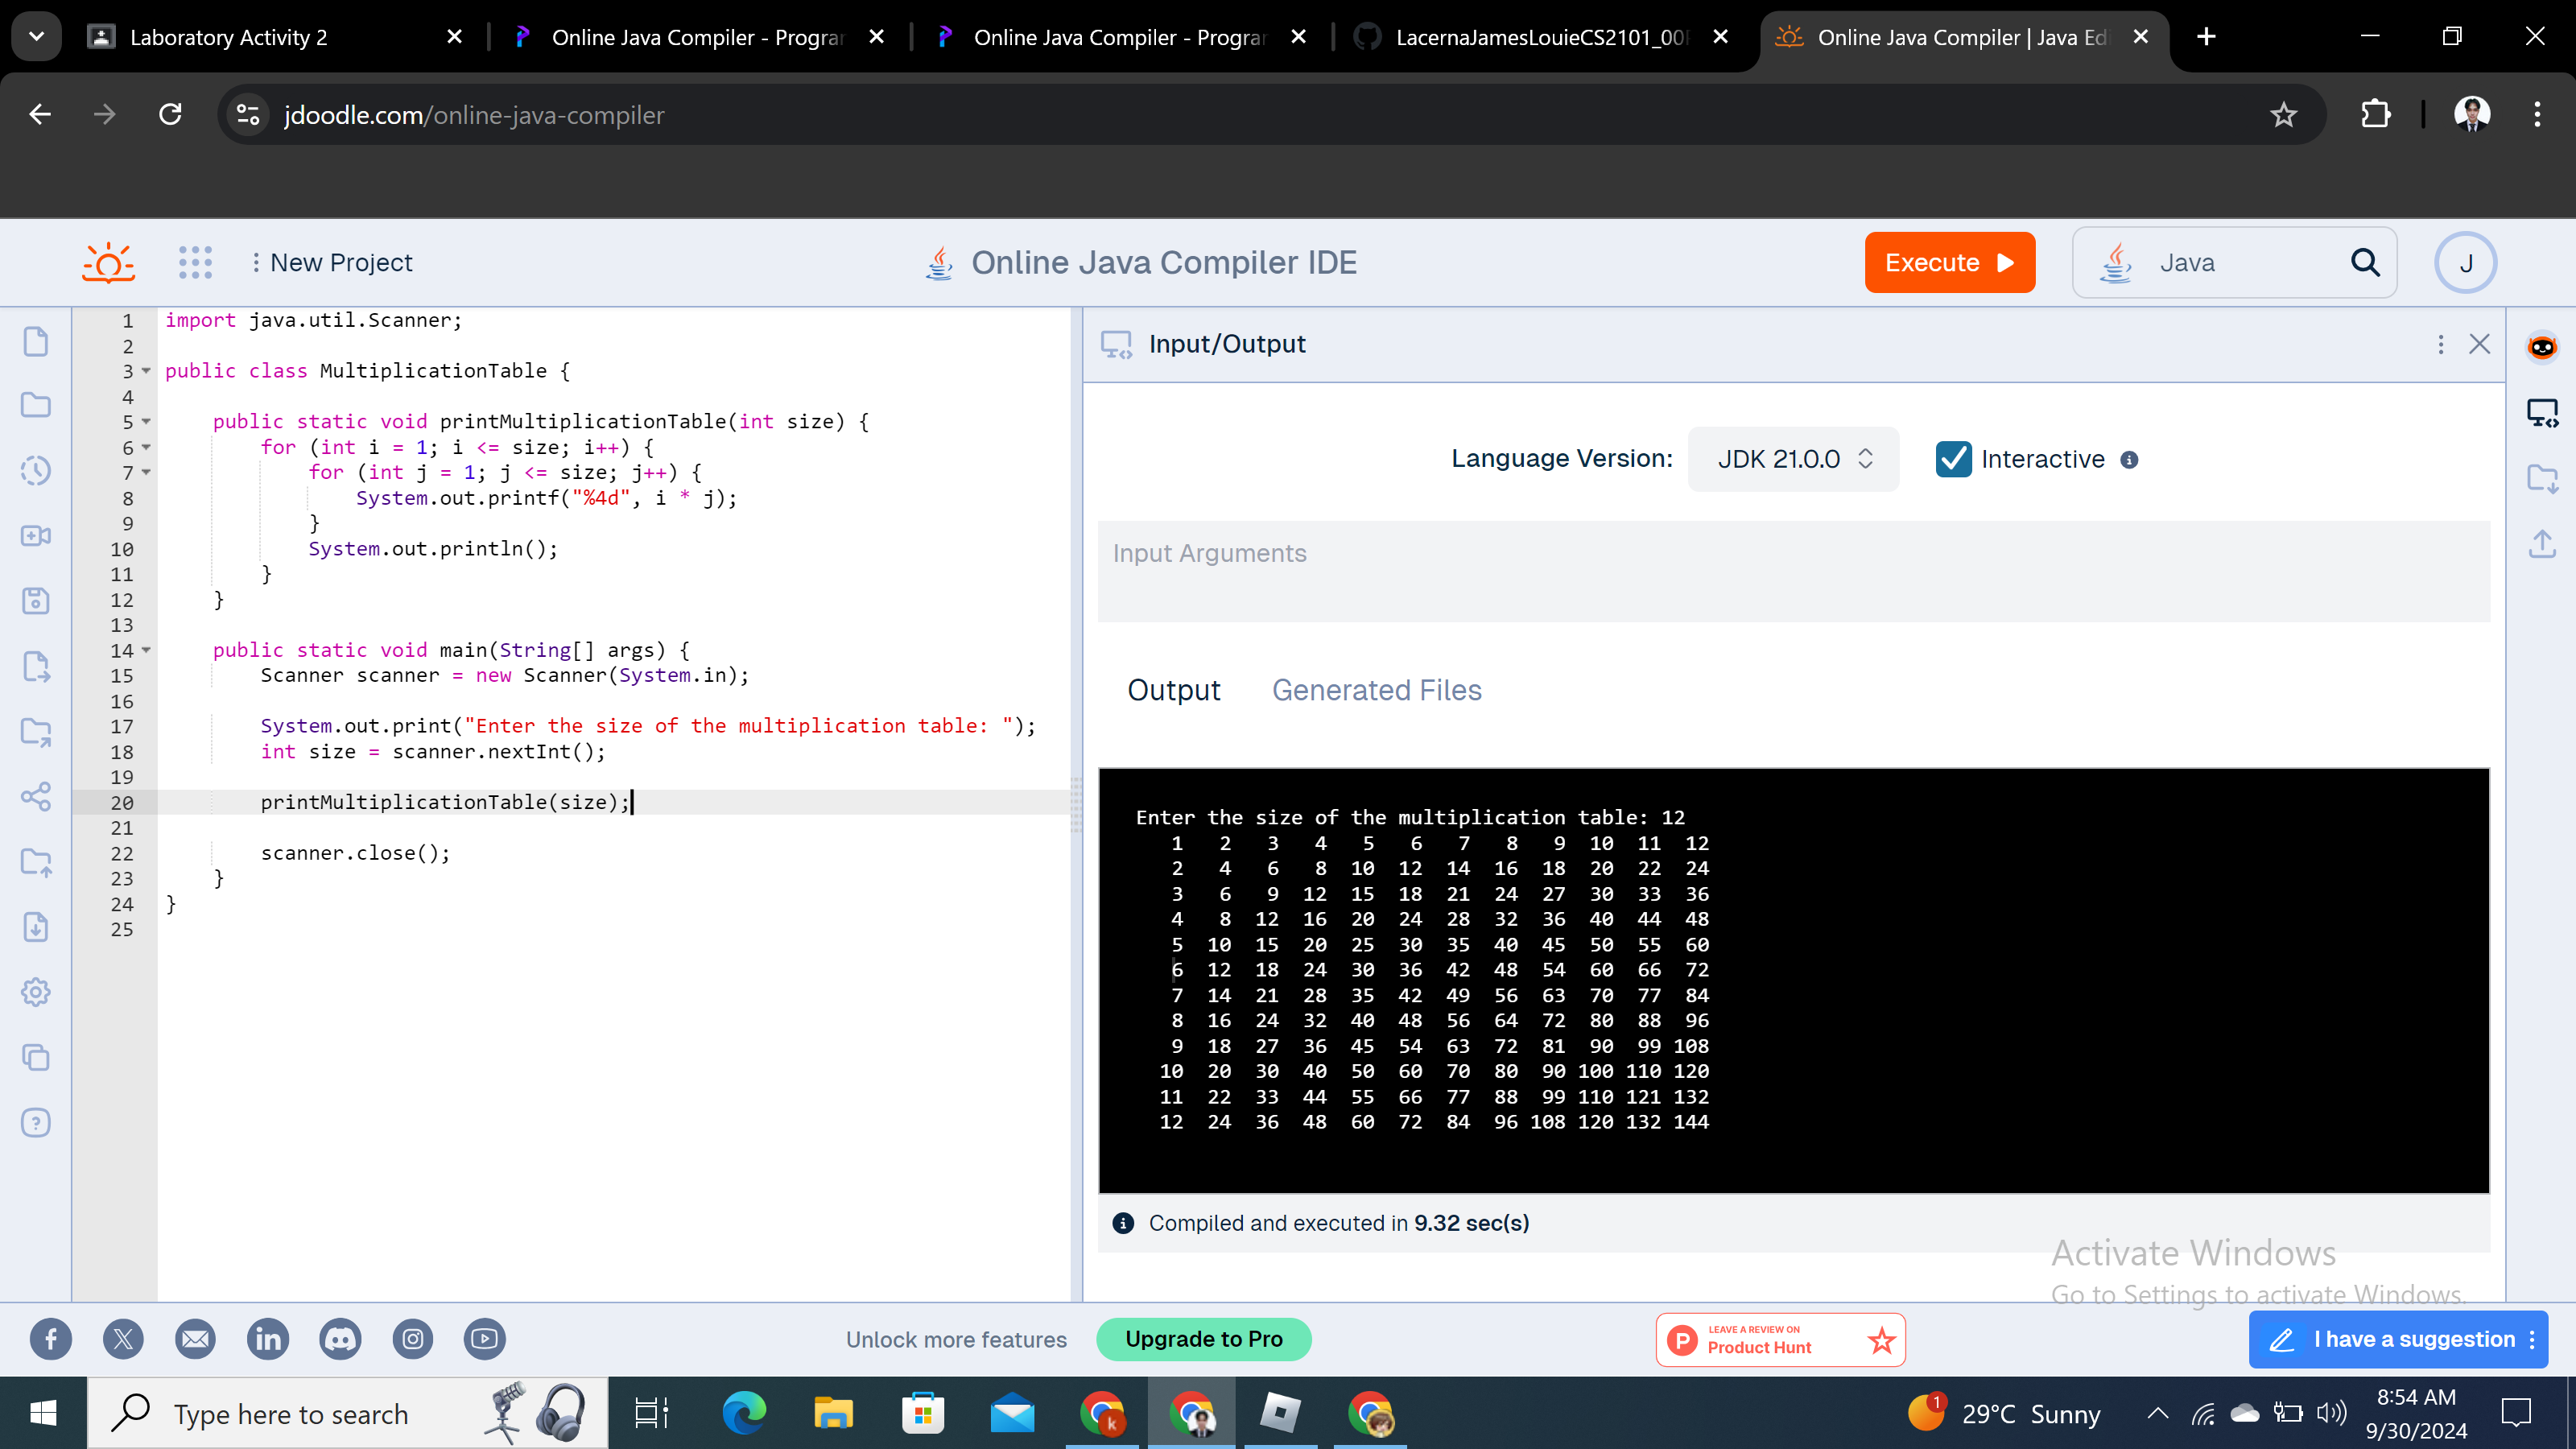 Laboratory Activity 2
Online Java Compiler - Program
Online Java Compiler - Program
LacernaJamesLouieCS2101_00P
Online Java Compiler | Java Ed
jdoodle.com/online-java-compiler
New Project
Online Java Compiler IDE
Execute
Java
J
1 import java.util.Scanner;
2
3 public class MultiplicationTable {
4
5     public static void printMultiplicationTable(int size) {
6         for (int i = 1; i <= size; i++) {
7             for (int j = 1; j <= size; j++) {
8                 System.out.printf("%4d", i * j);
9             }
10             System.out.println();
11         }
12     }
13
14     public static void main(String[] args) {
15         Scanner scanner = new Scanner(System.in);
16
17         System.out.print("Enter the size of the multiplication table: ");
18         int size = scanner.nextInt();
19
20         printMultiplicationTable(size);
21
22         scanner.close();
23     }
24 }
25
Input/Output
Language Version: JDK 21.0.0 Interactive
Input Arguments
Output Generated Files
Enter the size of the multiplication table: 12
   1   2   3   4   5   6   7   8   9  10  11  12
   2   4   6   8  10  12  14  16  18  20  22  24
   3   6   9  12  15  18  21  24  27  30  33  36
   4   8  12  16  20  24  28  32  36  40  44  48
   5  10  15  20  25  30  35  40  45  50  55  60
   6  12  18  24  30  36  42  48  54  60  66  72
   7  14  21  28  35  42  49  56  63  70  77  84
   8  16  24  32  40  48  56  64  72  80  88  96
   9  18  27  36  45  54  63  72  81  90  99 108
  10  20  30  40  50  60  70  80  90 100 110 120
  11  22  33  44  55  66  77  88  99 110 121 132
  12  24  36  48  60  72  84  96 108 120 132 144
Compiled and executed in 9.32 sec(s)
Activate Windows
Go to Settings to activate Windows.
Unlock more features
Upgrade to Pro
P
LEAVE A REVIEW ON
Product Hunt
I have a suggestion
Type here to search
k
1
29°C Sunny
8:54 AM
9/30/2024